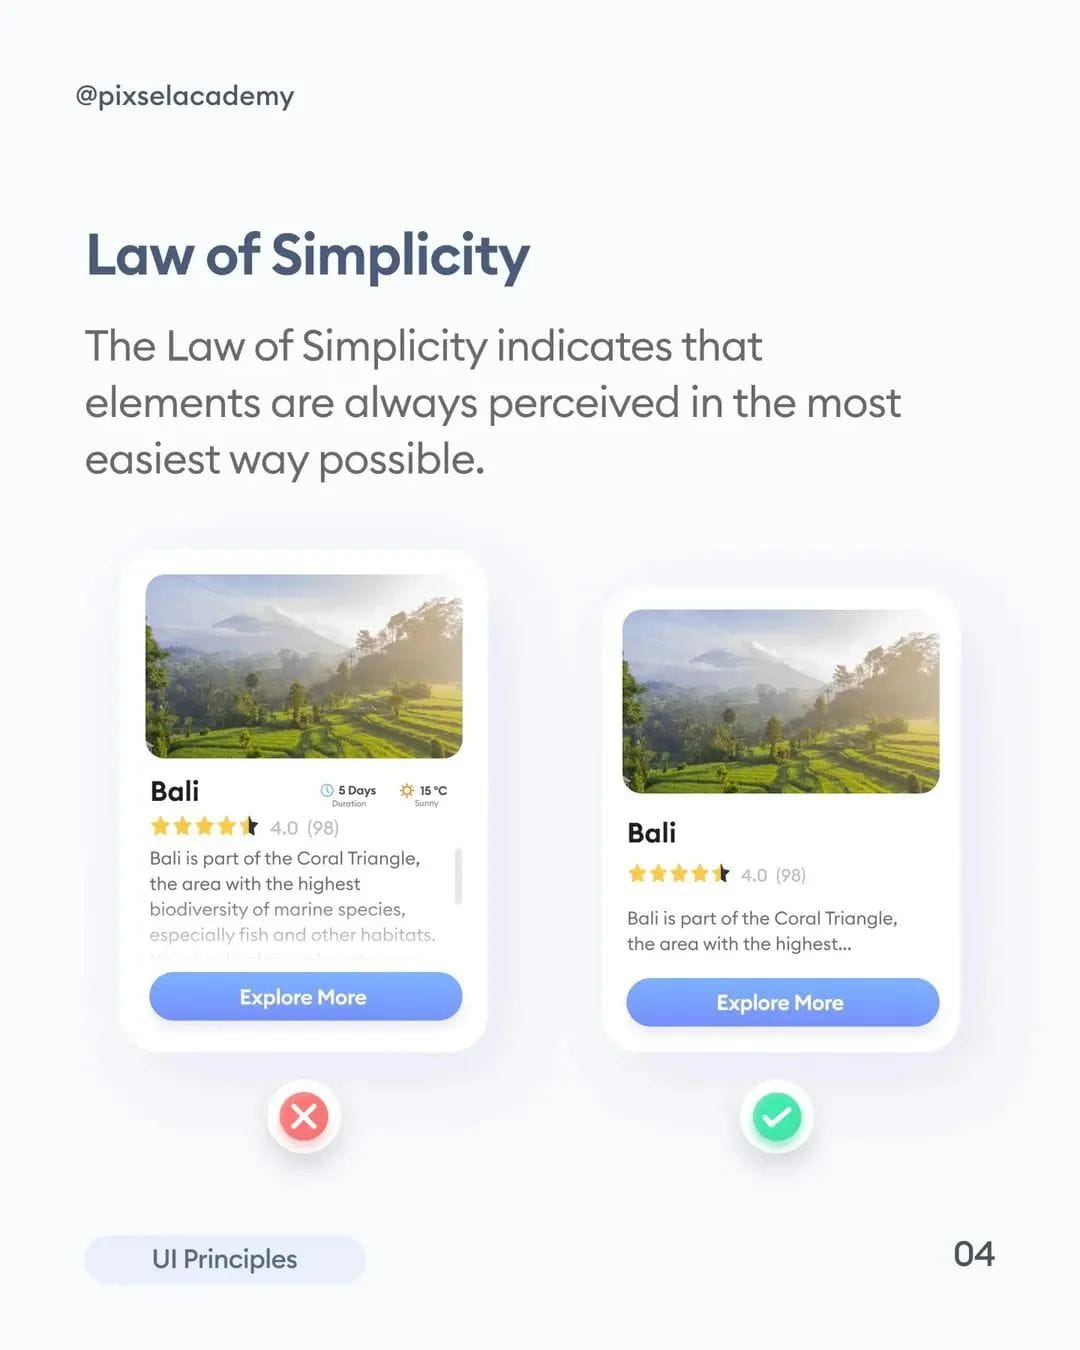 @pixselacademy
Law of Simplicity
The Law of Simplicity indicates that
elements are always perceived in the most
easiest way possible.
Bali
5 Days
Duration
15 °C
Sunny
4.0 (98)
Bali is part of the Coral Triangle,
the area with the highest
biodiversity of marine species,
especially fish and other habitats.
Explore More
Bali
4.0 (98)
Bali is part of the Coral Triangle,
the area with the highest...
Explore More
UI Principles
04